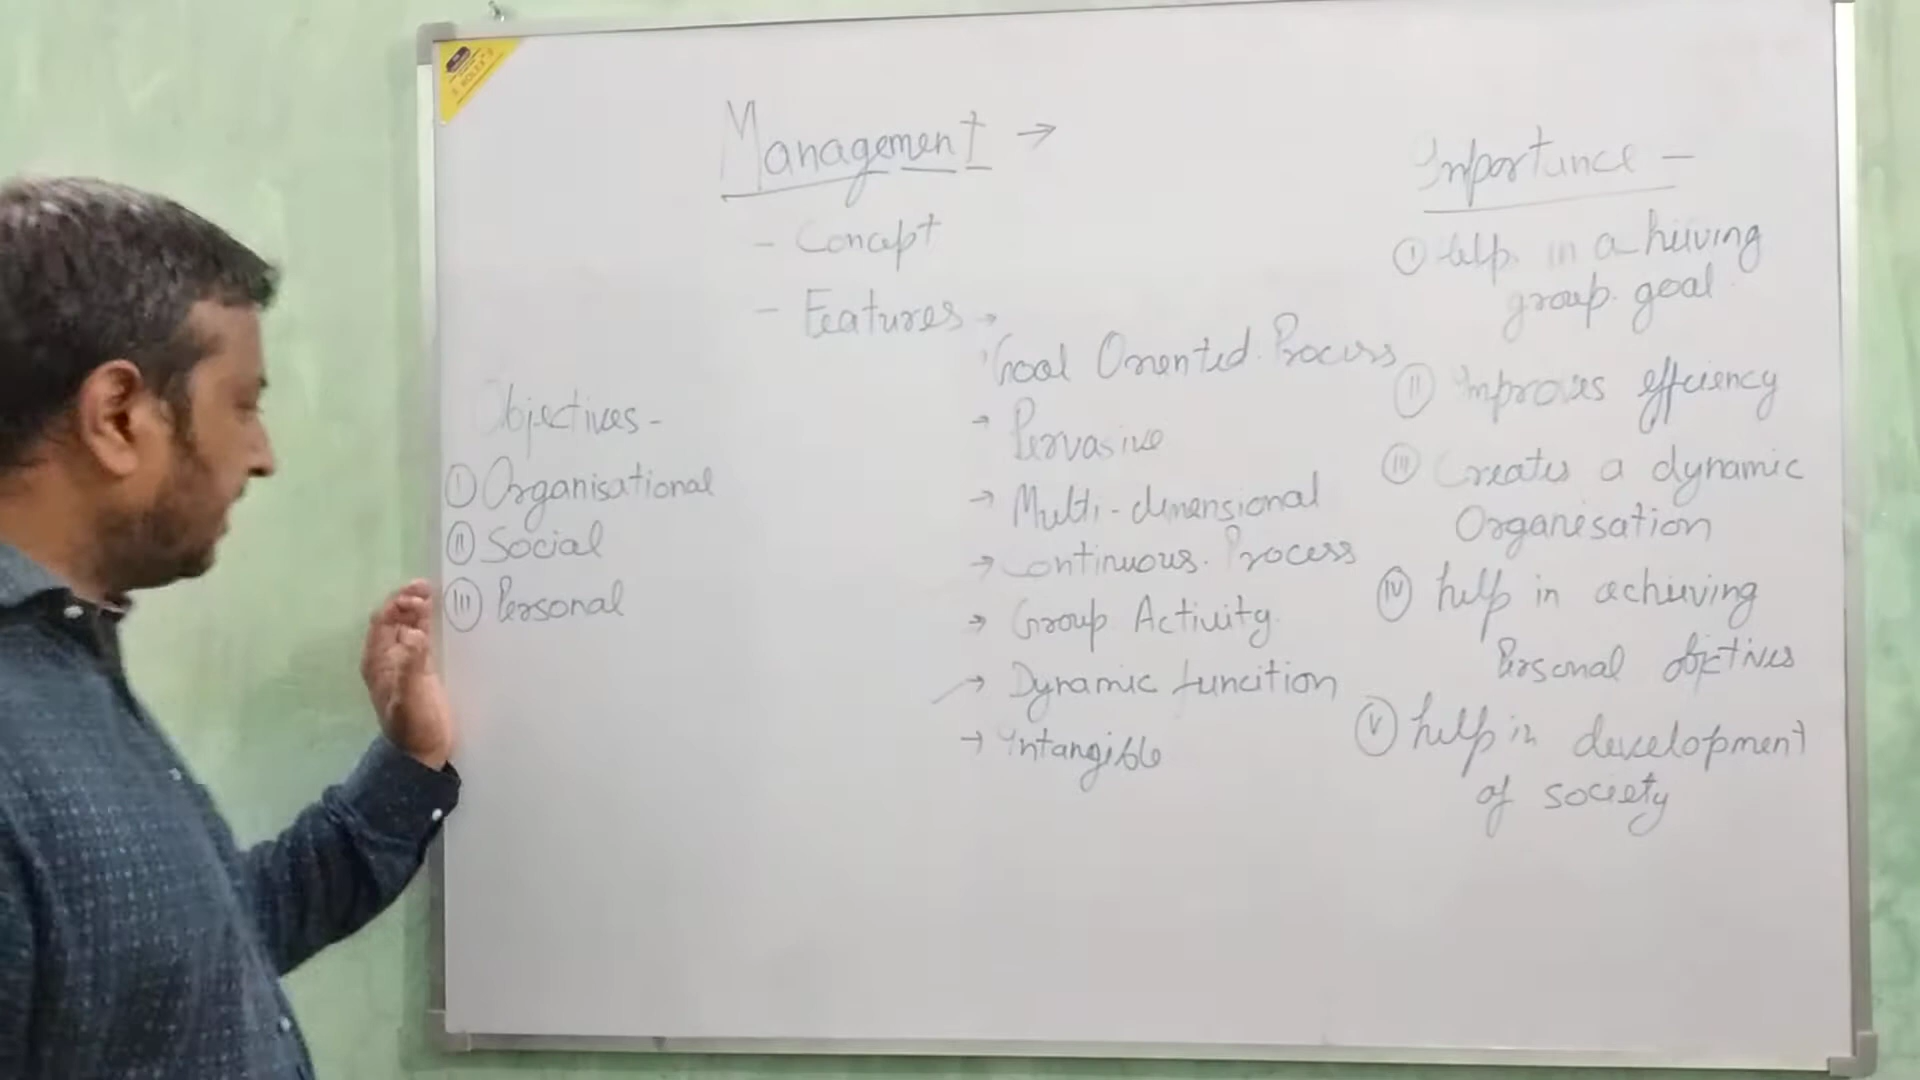 Management →
- Concept
- Features →
Goal Oriented Process
→ Pervasive
→ Multi-dimensional
→ Continuous Process
→ Group Activity
→ Dynamic funcition
→ Intangible
Objectives -
(I) Organisational
(II) Social
(III) Personal
Importance -
(I) help in achieving
group goal
(II) Improves efficiency
(III) Creates a dynamic
Organisation
(IV) help in achieving
Personal objctives
(V) help in development
of society